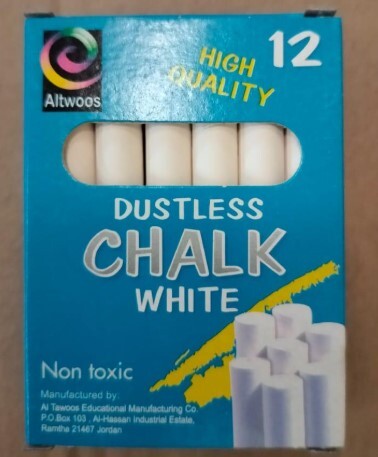 Altwoos
HIGH
QUALITY
12
DUSTLESS
CHALK
WHITE
Non toxic
Manufactured by:
Al Tawoos Educational Manufacturing Co.
P.O.Box 103 , Al-Hassan Industrial Estate,
Ramtha 21467 Jordan